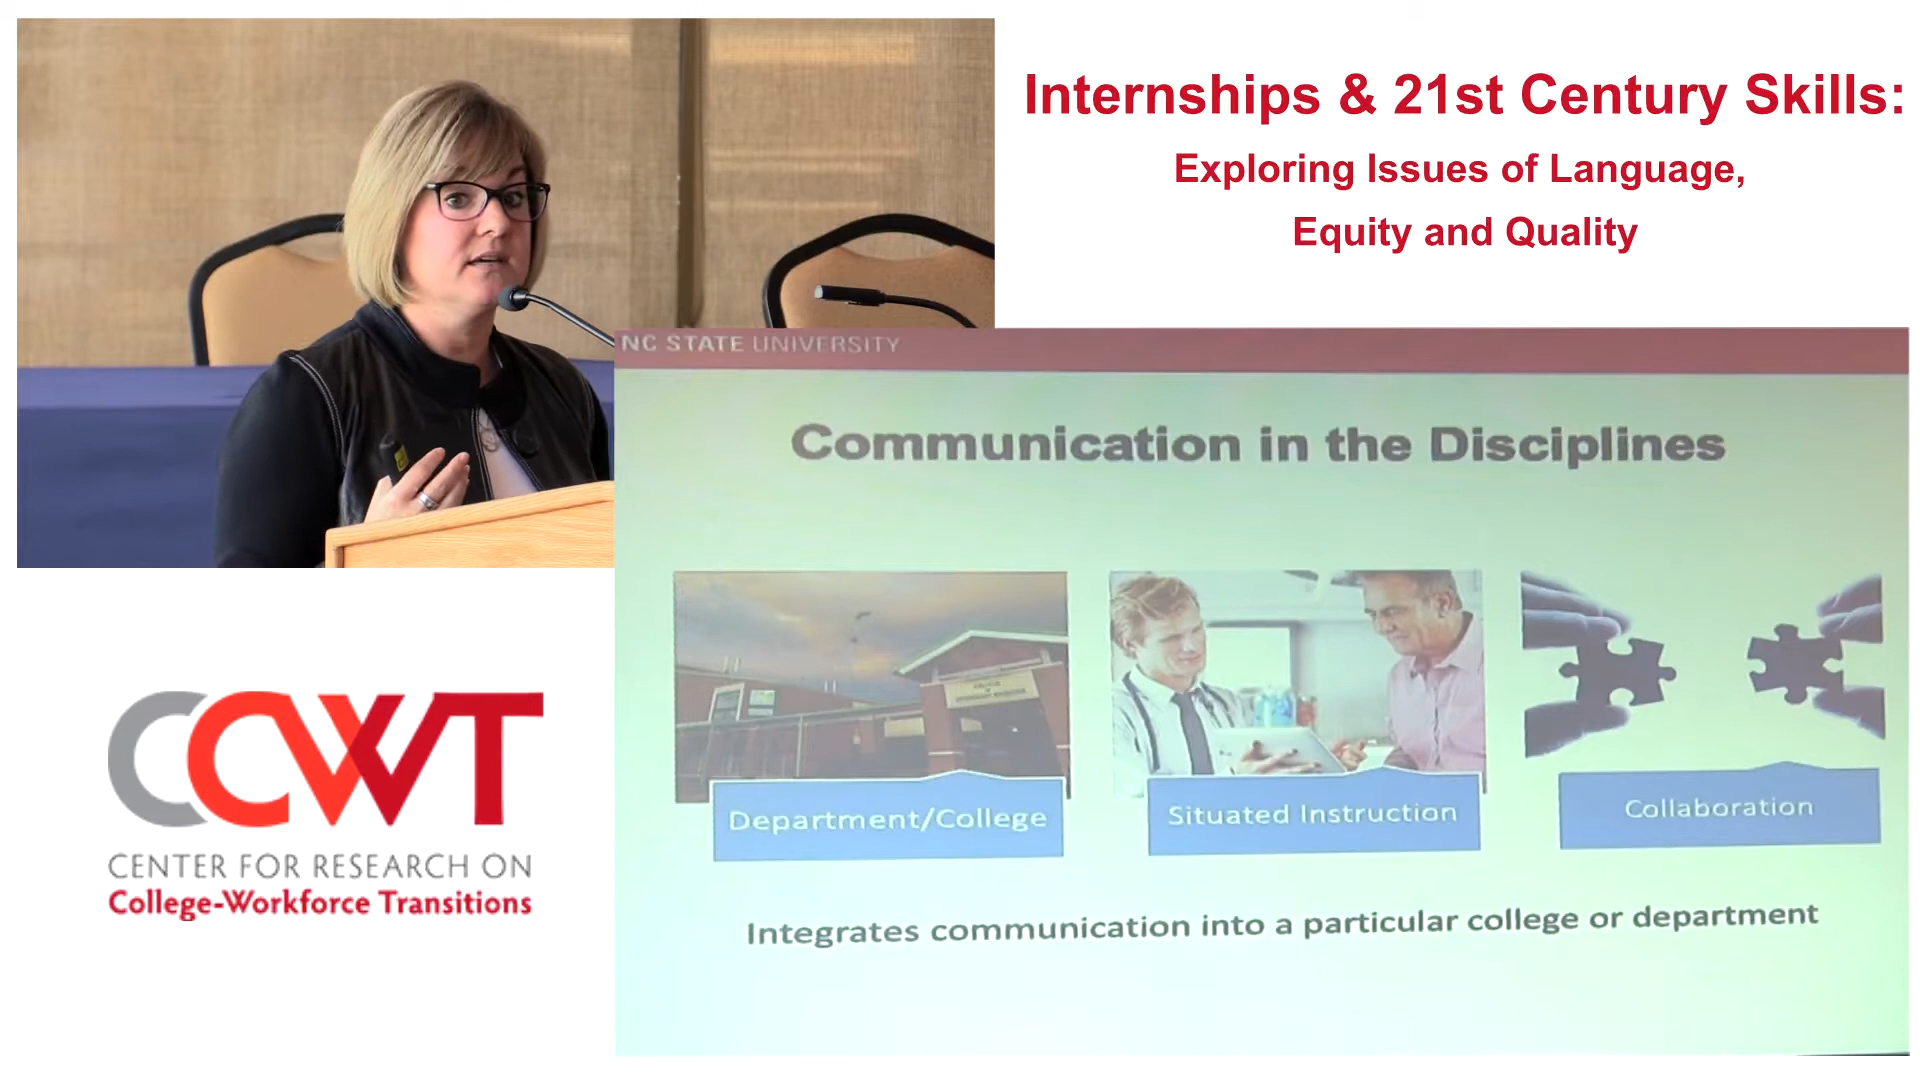 Internships & 21st Century Skills:
Exploring Issues of Language,
Equity and Quality
NC STATE UNIVERSITY
Communication in the Disciplines
Department/College
Situated Instruction
Collaboration
Integrates communication into a particular college or department
CCWT
CENTER FOR RESEARCH ON
College-Workforce Transitions